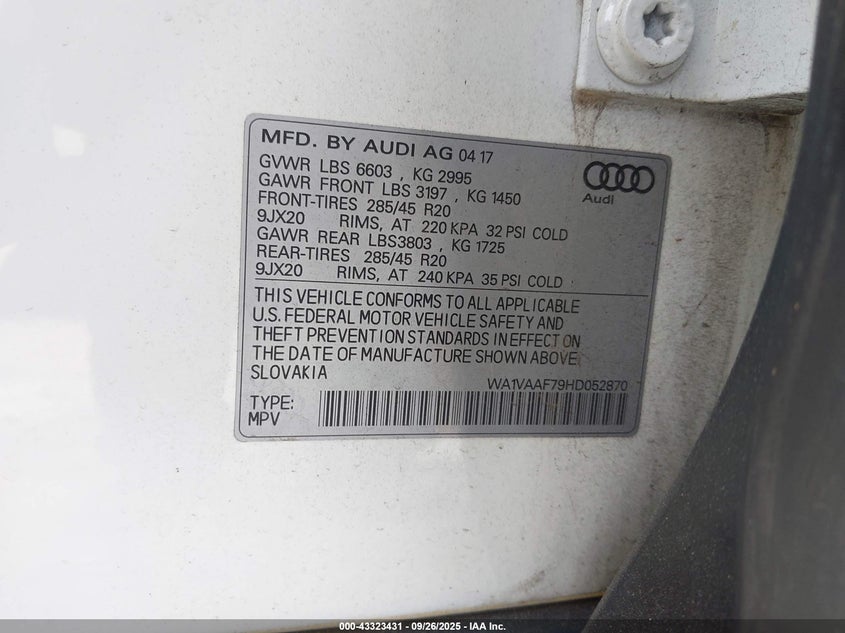 MFD. BY AUDI AG 04 17
GVWR LBS 6603 , KG 2995
GAWR FRONT LBS 3197 , KG 1450
FRONT-TIRES 285/45 R20
9JX20 RIMS, AT 220 KPA 32 PSI COLD
GAWR REAR LBS3803 , KG 1725
REAR-TIRES 285/45 R20
9JX20 RIMS, AT 240 KPA 35 PSI COLD
Audi
THIS VEHICLE CONFORMS TO ALL APPLICABLE
U.S. FEDERAL MOTOR VEHICLE SAFETY AND
THEFT PREVENTION STANDARDS IN EFFECT ON
THE DATE OF MANUFACTURE SHOWN ABOVE.
SLOVAKIA
WA1VAAF79HD052870
TYPE:
MPV
000-43323431 - 09/26/2025 - IAA Inc.